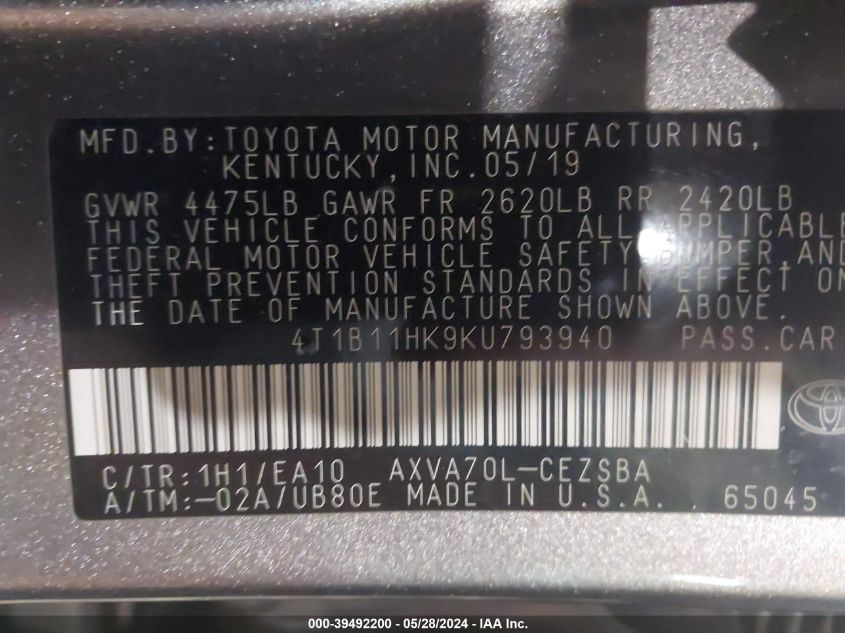 MFD.BY:TOYOTA MOTOR MANUFACTURING,
KENTUCKY,INC.05/19
GVWR 4475LB GAWR FR 2620LB RR 2420LB
THIS VEHICLE CONFORMS TO ALL APPLICABLE
FEDERAL MOTOR VEHICLE SAFETY,BUMPER,AND
THEFT PREVENTION STANDARDS IN EFFECT ON
THE DATE OF MANUFACTURE SHOWN ABOVE.
4T1B11HK9KU793940 PASS.CAR
C/TR:1H1/EA10 AXVA70L-CEZSBA
A/TM:-02A/UB80E MADE IN U.S.A. 65045
000-39492200 - 05/28/2024 - IAA Inc.